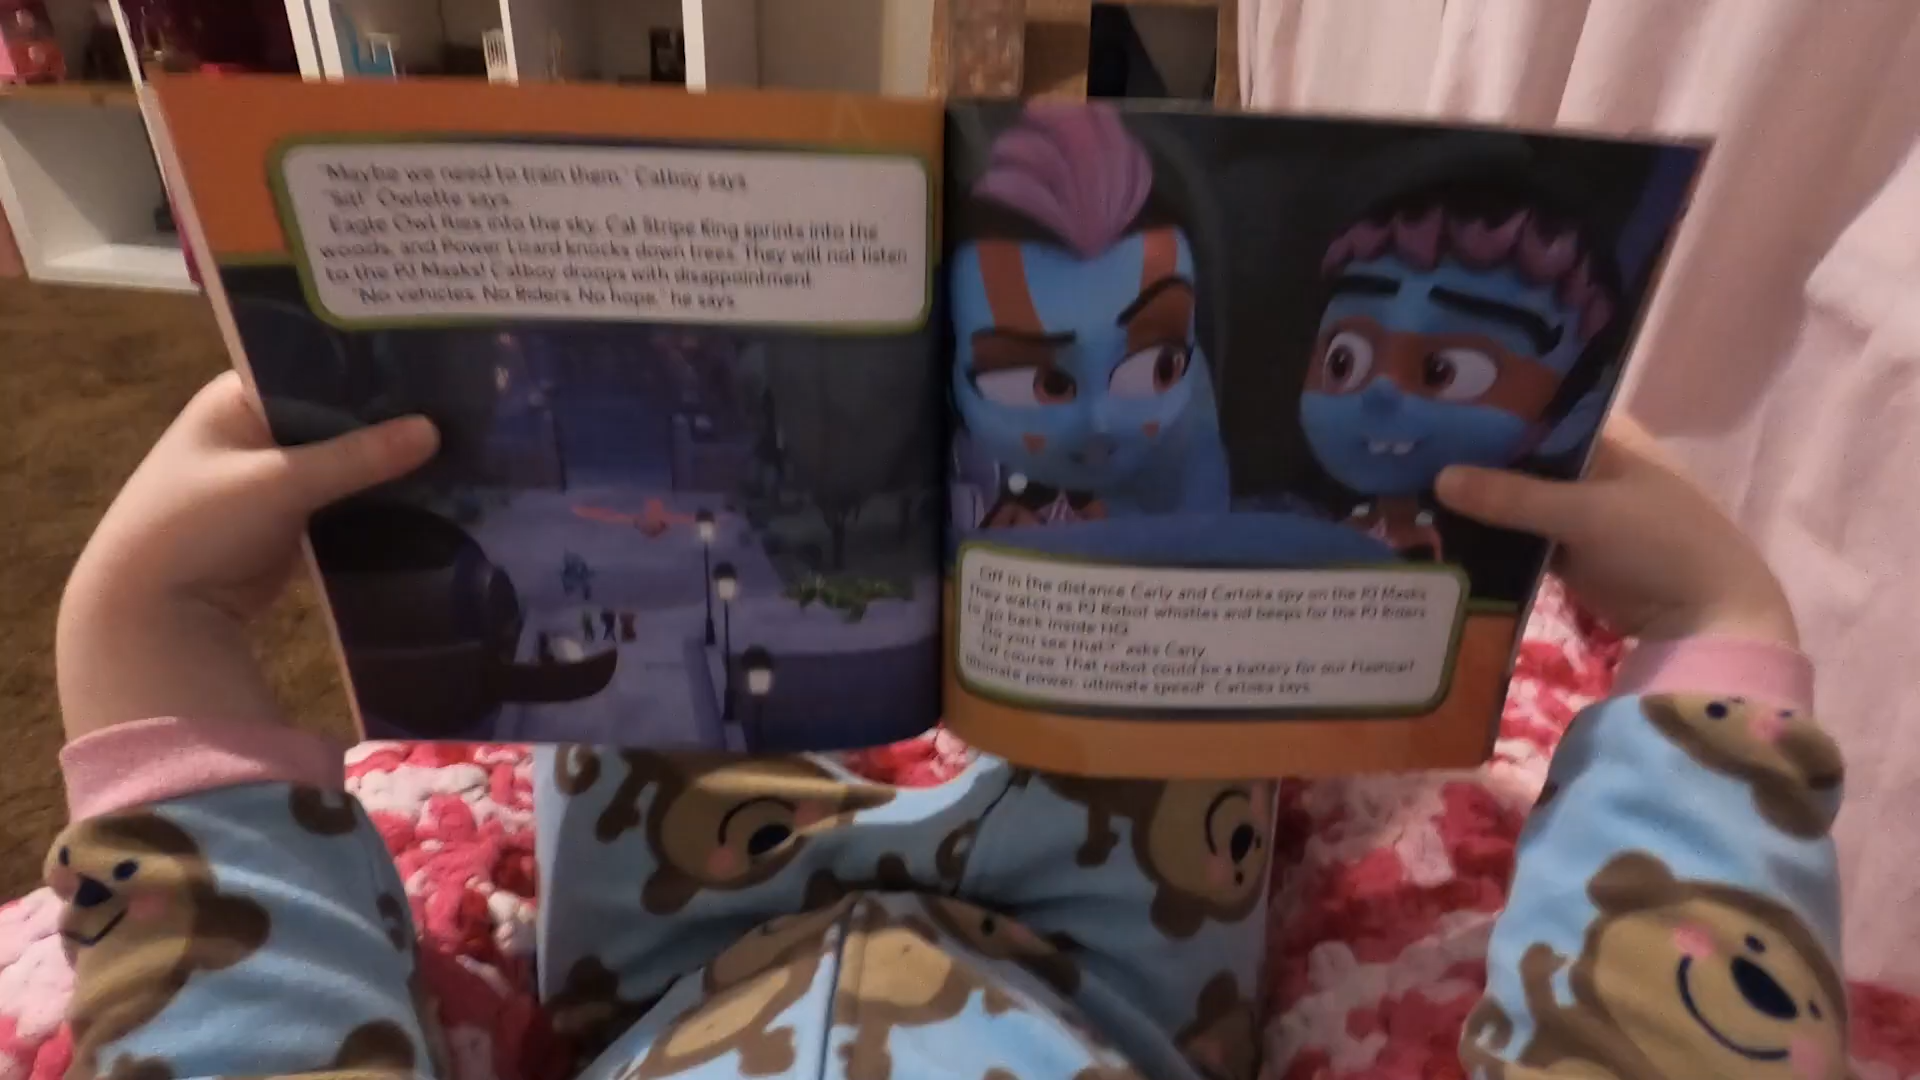 "Maybe we need to train them," Catboy says.
"Sit!" Owlette says.
Eagle Owl flies into the sky, Cat Stripe King sprints into the
woods, and Power Lizard knocks down trees. They will not listen
to the PJ Masks! Catboy droops with disappointment.
"No vehicles. No Riders. No hope," he says.
Off in the distance Carly and Cartoka spy on the PJ Masks.
They watch as PJ Robot whistles and beeps for the PJ Riders
to go back inside HQ.
"Do you see that?" asks Carly.
"Of course. That robot could be a battery for our Flashcar!
Ultimate power, ultimate speed!" Cartoka says.